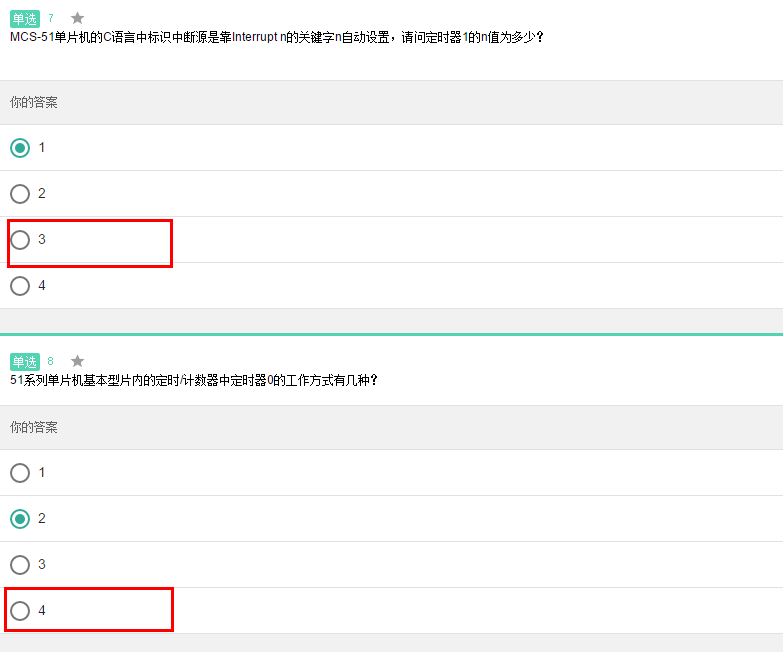 单选 7
MCS-51单片机的C语言中标识中断源是靠Interrupt n的关键字n自动设置，请问定时器1的n值为多少？
你的答案
1
2
3
4
单选 8
51系列单片机基本型片内的定时/计数器中定时器0的工作方式有几种？
你的答案
1
2
3
4